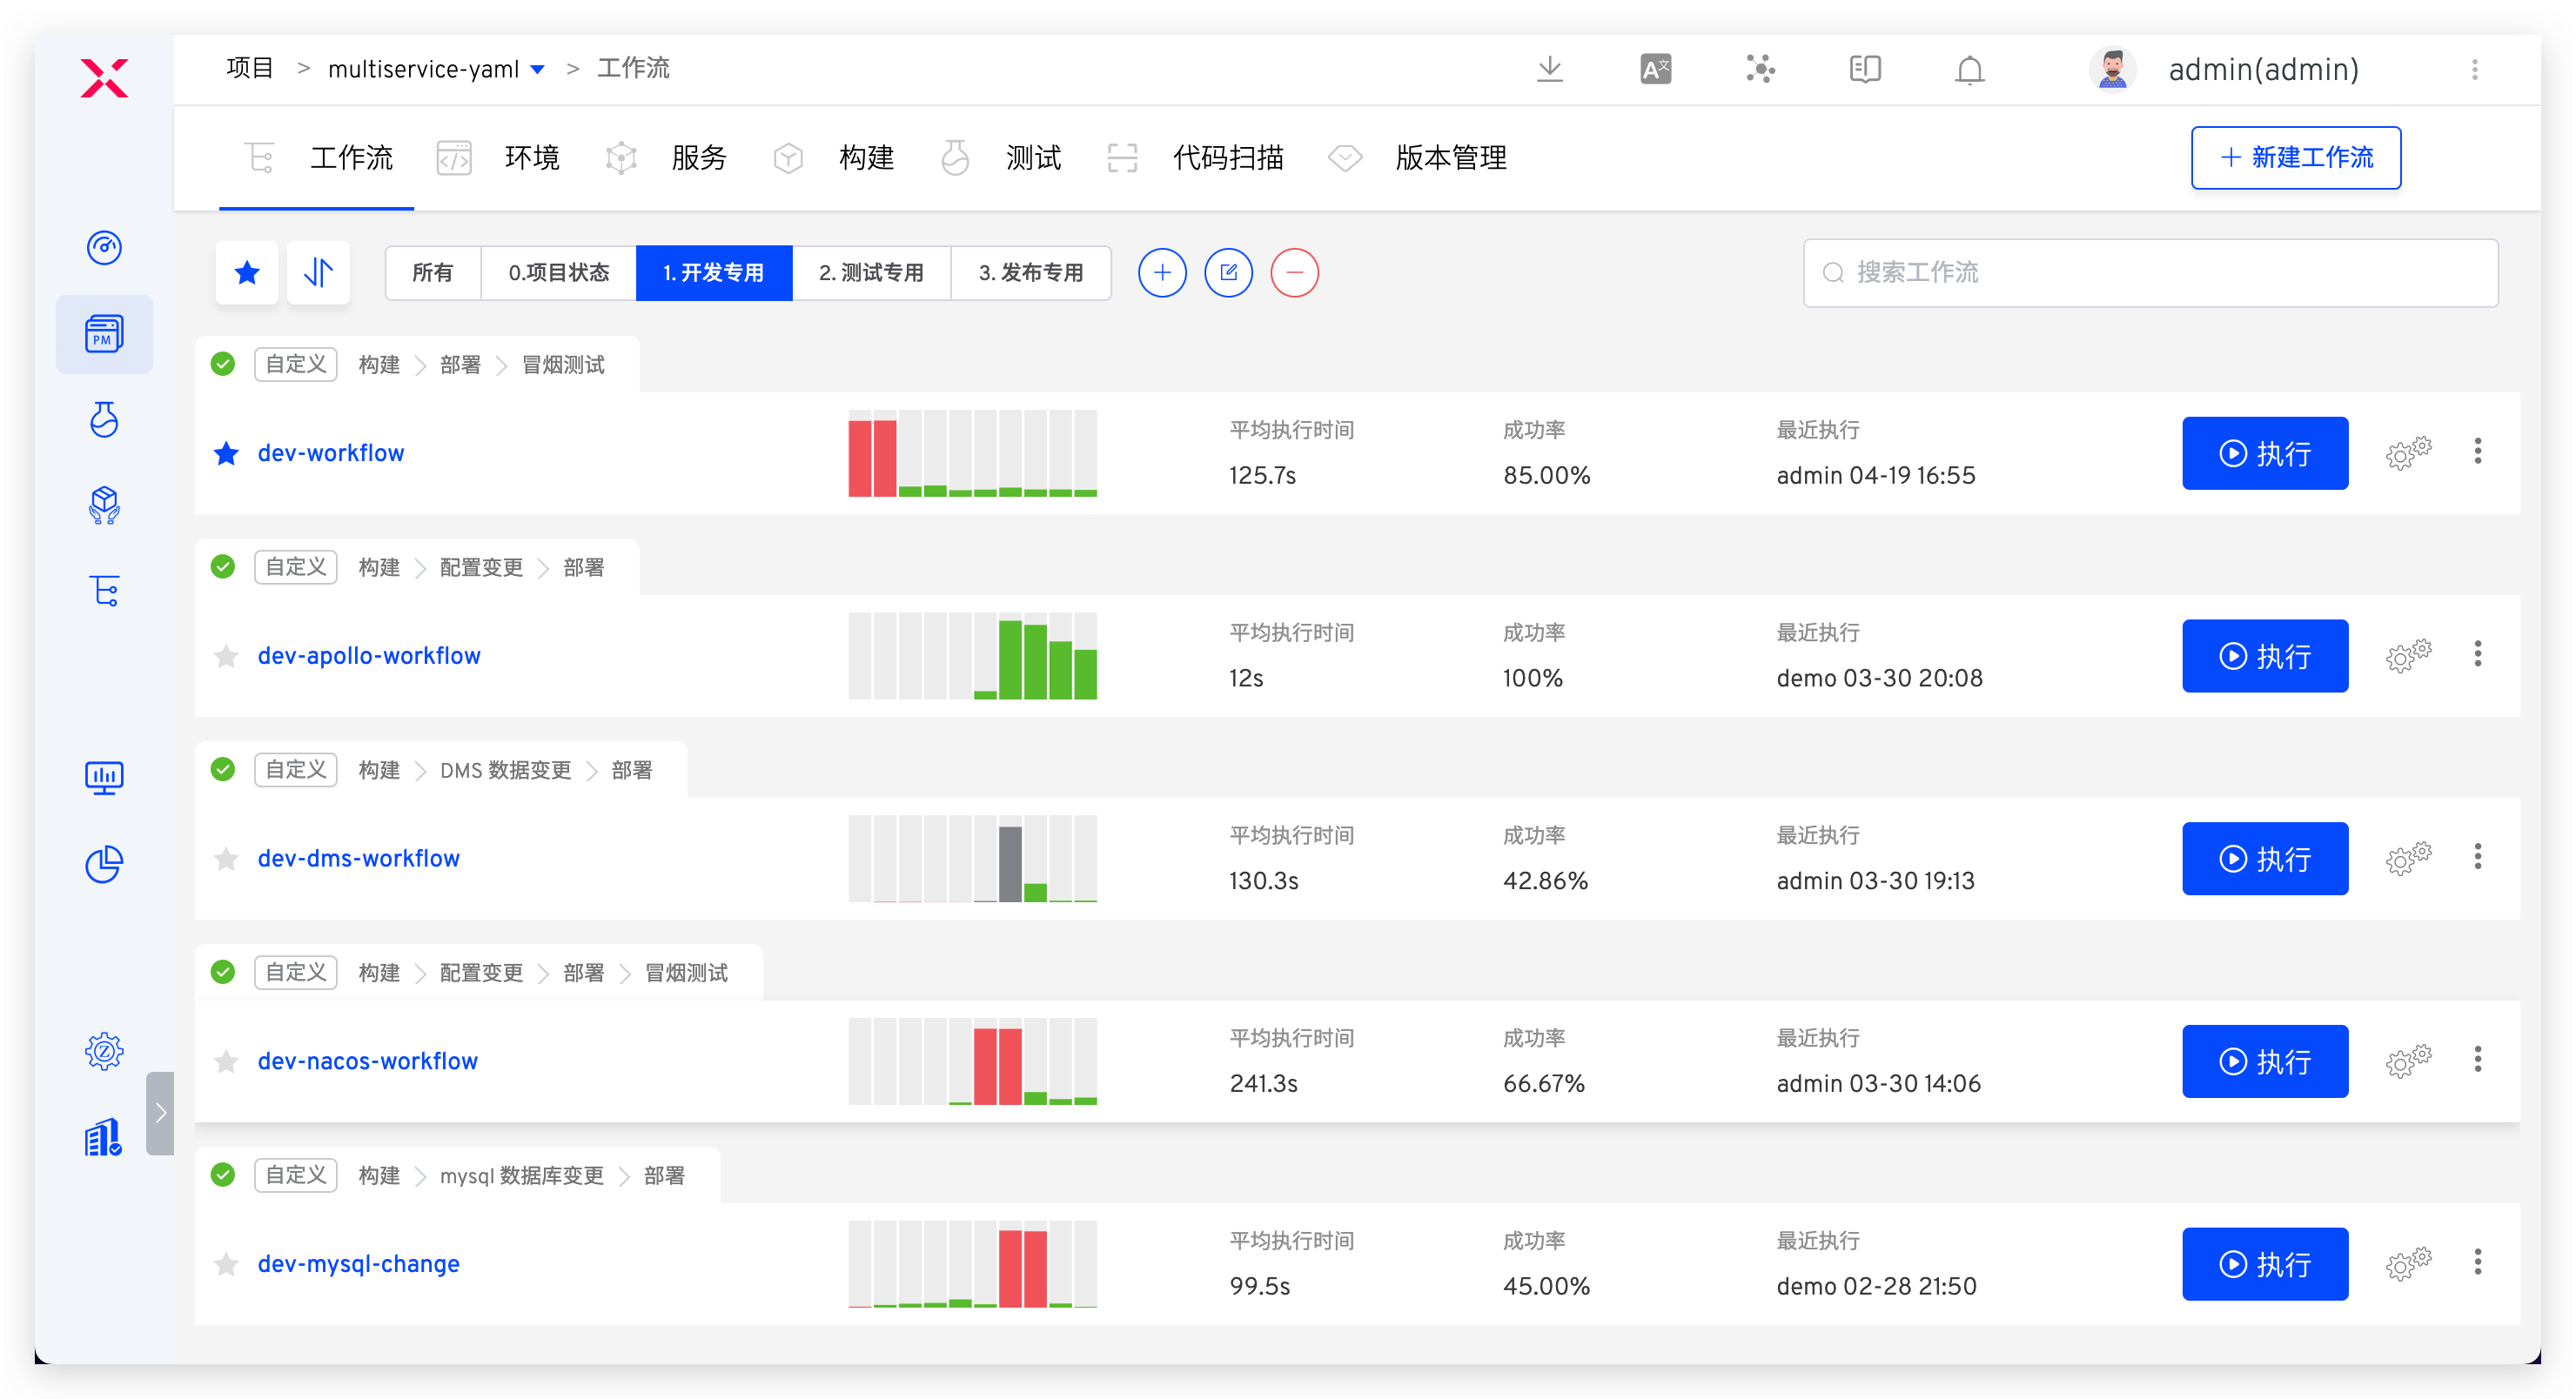 项目 > multiservice-yaml > 工作流
A文
admin(admin)
工作流 环境 服务 构建 测试 代码扫描 版本管理
+ 新建工作流
所有 0.项目状态 1. 开发专用 2. 测试专用 3. 发布专用
搜索工作流
PM
自定义 构建 部署 冒烟测试
dev-workflow
平均执行时间 成功率 最近执行
125.7s 85.00% admin 04-19 16:55
执行
自定义 构建 配置变更 部署
dev-apollo-workflow
平均执行时间 成功率 最近执行
12s 100% demo 03-30 20:08
执行
自定义 构建 DMS 数据变更 部署
dev-dms-workflow
平均执行时间 成功率 最近执行
130.3s 42.86% admin 03-30 19:13
执行
自定义 构建 配置变更 部署 冒烟测试
dev-nacos-workflow
平均执行时间 成功率 最近执行
241.3s 66.67% admin 03-30 14:06
执行
自定义 构建 mysql 数据库变更 部署
dev-mysql-change
平均执行时间 成功率 最近执行
99.5s 45.00% demo 02-28 21:50
执行